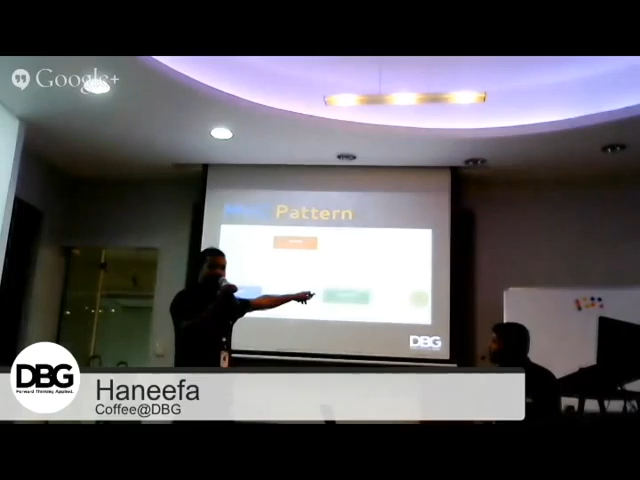 Google+
Pattern
DBG
DBG
Forward Thinking. Applied.
Haneefa
Coffee@DBG